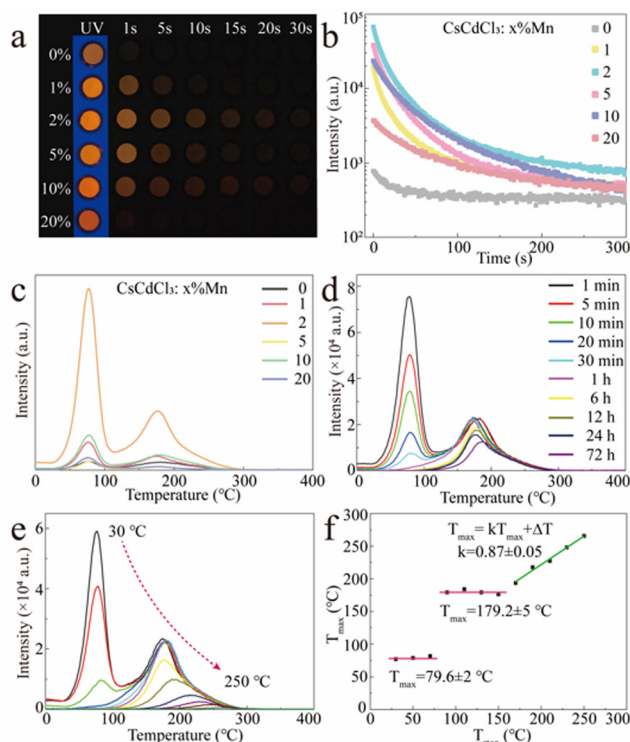 a
UV 1s 5s 10s 15s 20s 30s
0%
1%
2%
5%
10%
20%
b
CsCdCl₃: x%Mn
0
1
2
5
10
20
10⁵
10⁴
10³
10²
Intensity (a.u.)
0 100 200 300
Time (s)
c
CsCdCl₃: x%Mn
0
1
2
5
10
20
Intensity (a.u.)
0 100 200 300 400
Temperature (℃)
d
1 min
5 min
10 min
20 min
30 min
1 h
6 h
12 h
24 h
72 h
8
6
4
2
0
Intensity (×10⁴ a.u.)
0 100 200 300 400
Temperature (℃)
e
30 ℃
250 ℃
6
4
2
0
Intensity (×10⁴ a.u.)
0 100 200 300 400
Temperature (℃)
f
Tmax= kTmax+ΔT
k=0.87±0.05
Tmax=179.2±5 ℃
Tmax=79.6±2 ℃
300
250
200
150
100
50
0
Tmax (℃)
0 50 100 150 200 250 300